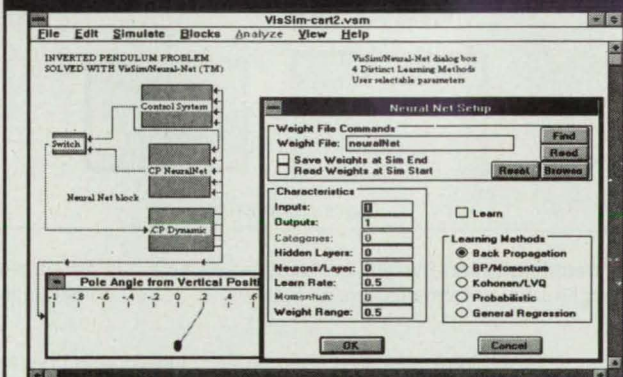 VisSim-cart2.vsm
File Edit Simulate Blocks Analyze View Help
INVERTED PENDULUM PROBLEM
SOLVED WITH VisSim/Neural-Net (TM)
VisSim/Neural-Net dialog box
4 Distinct Learning Methods
User selectable parameters
Control System
Switch
CP NeuralNet
Neural Net block
CP Dynamic
Pole Angle from Vertical Positi
-1 -.8 -.6 -.4 -.2 0 .2 .4 .6
Neural Net Setup
Weight File Commands
Weight File: neuralNet
Find
Save Weights at Sim End
Read
Read Weights at Sim Start
Reset Browse
Characteristics
Inputs: 0
Outputs: 1
Categories: 0
Hidden Layers: 0
Neurons/Layer: 0
Learn Rate: 0.5
Momentum: 0
Weight Range: 0.5
Learn
Learning Methods
Back Propagation
BP/Momentum
Kohonen/LVQ
Probabilistic
General Regression
OK
Cancel